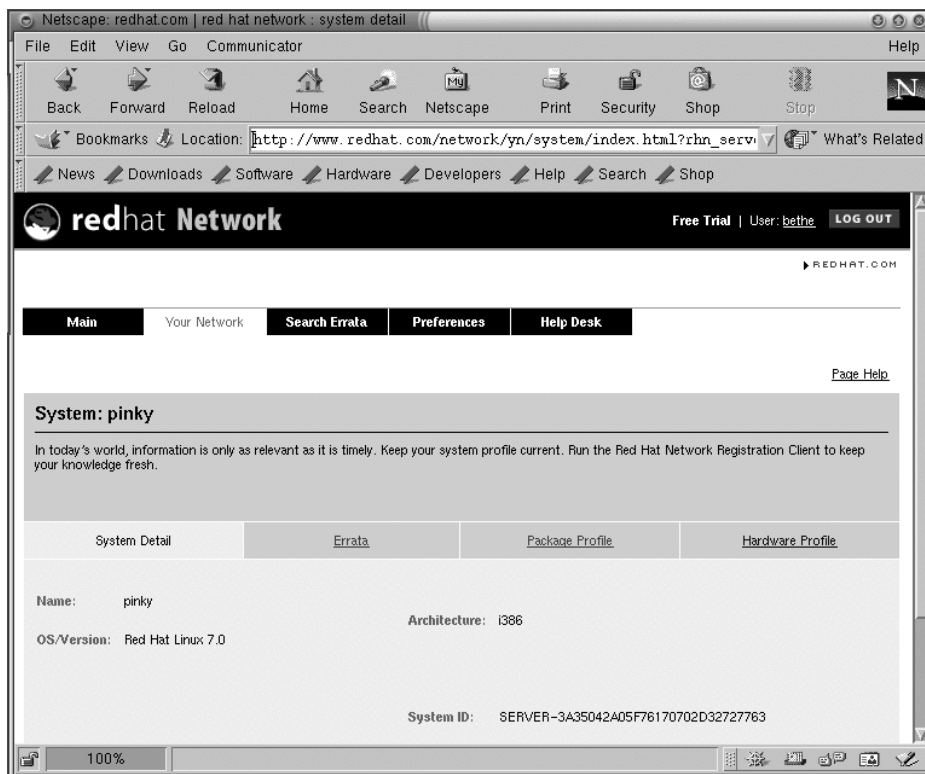 Netscape: redhat.com | red hat network : system detail
File Edit View Go Communicator Help
My
N
Back Forward Reload Home Search Netscape Print Security Shop Stop
Bookmarks Location: http://www.redhat.com/network/yn/system/index.html?rhn_serv What's Related
News Downloads Software Hardware Developers Help Search Shop
redhat Network Free Trial | User: bethe LOG OUT
REDHAT.COM
Main Your Network Search Errata Preferences Help Desk
Page Help
System: pinky
In today's world, information is only as relevant as it is timely. Keep your system profile current. Run the Red Hat Network Registration Client to keep
your knowledge fresh.
System Detail Errata Package Profile Hardware Profile
Name: pinky
Architecture: i386
OS/Version: Red Hat Linux 7.0
System ID: SERVER-3A35042A05F76170702D32727763
100%